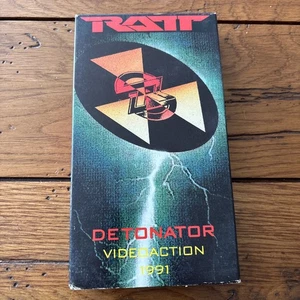 RATT
DETONATOR
VIDEOACTION
1991